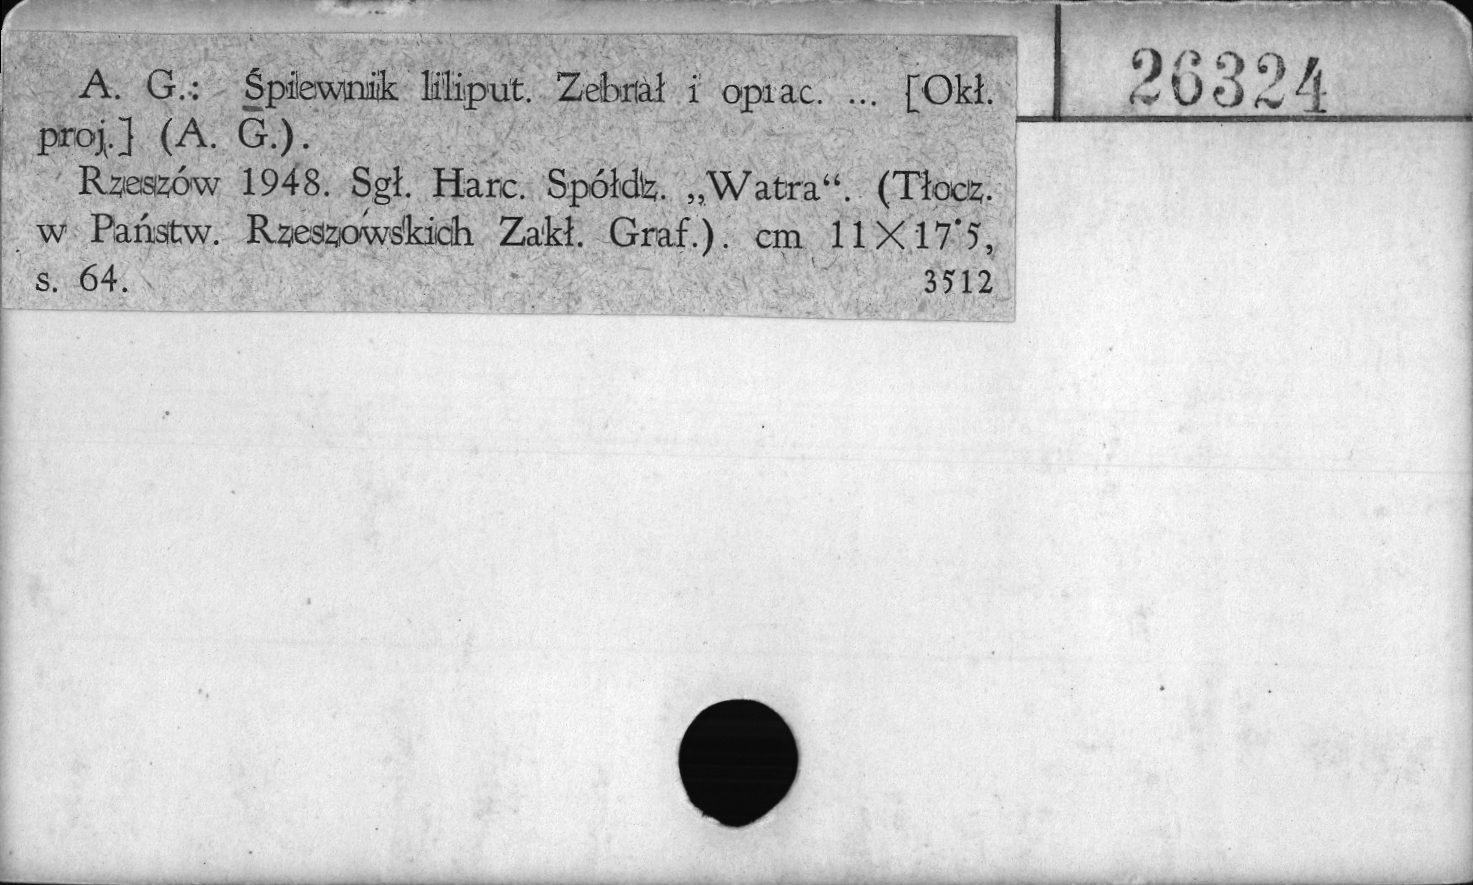 26324
A. G.: Śpiewnik liliput. Zebrał i oprac. ... [Okł.
proj.] (A. G.).
Rzeszów 1948. Sgł. Harc. Spółdz. „Watra“. (Tłocz.
w Państw. Rzeszowskich Zakł. Graf.). cm 11×17˙5,
s. 64. 3512